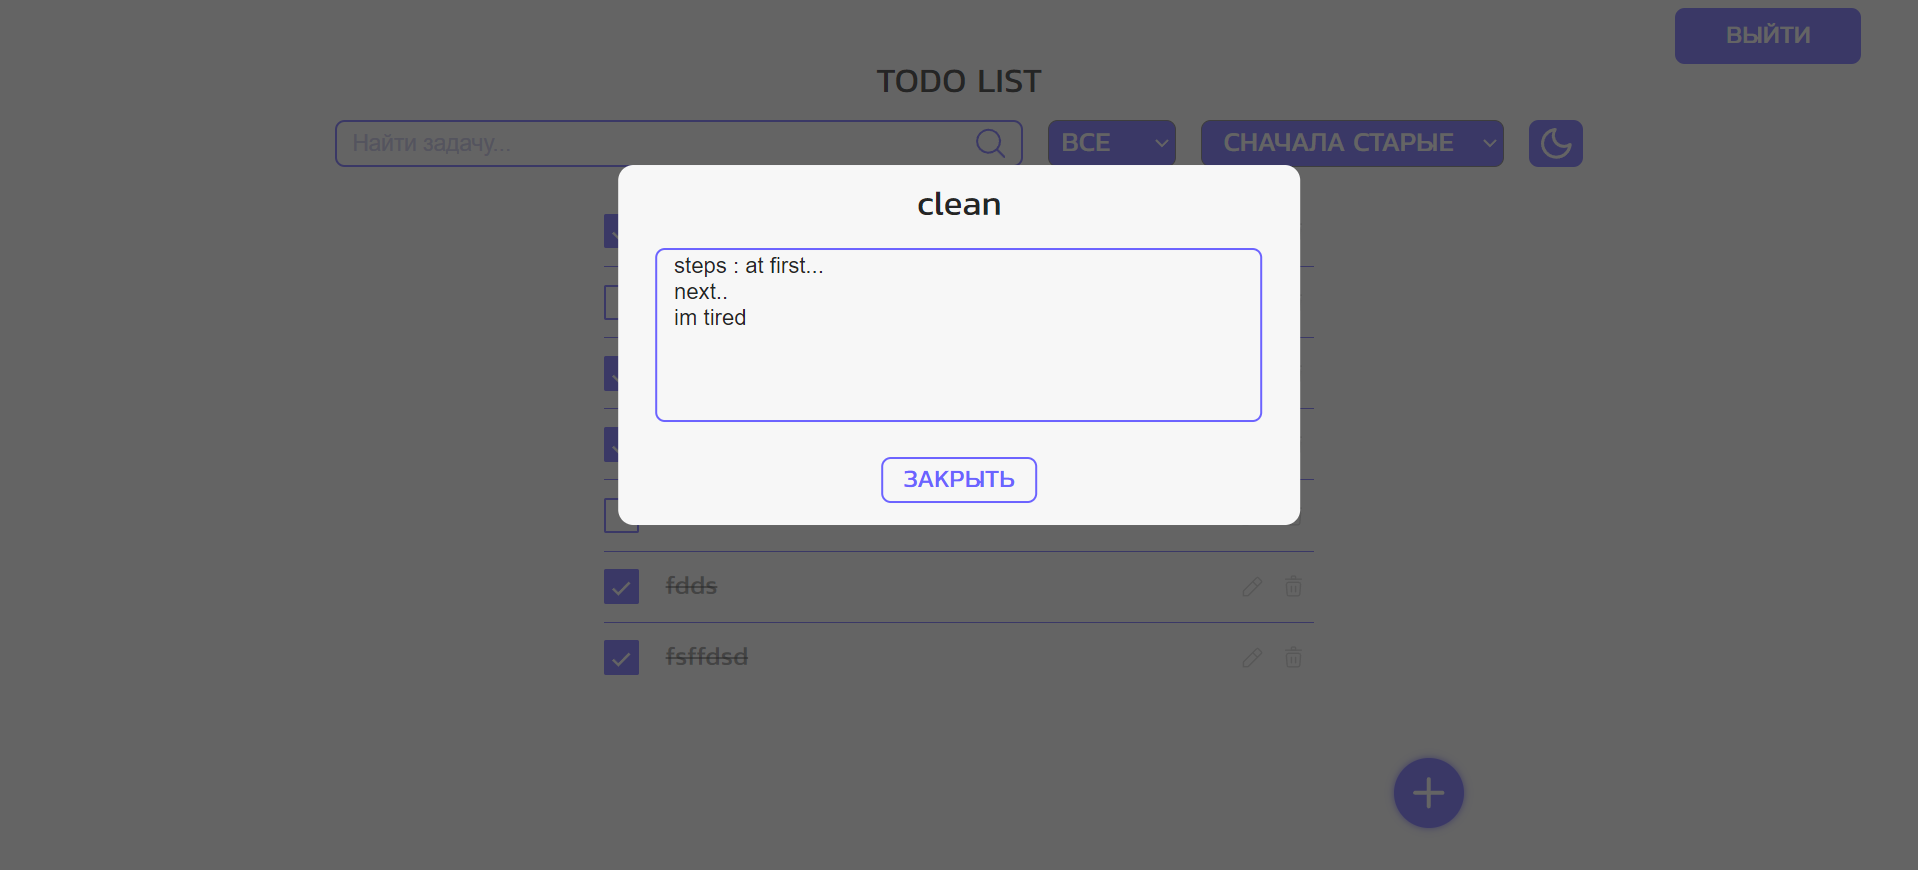 ВЫЙТИ
TODO LIST
Найти задачу...
ВСЕ
СНАЧАЛА СТАРЫЕ
clean
steps : at first...
next..
im tired
ЗАКРЫТЬ
fdds
fsffdsd